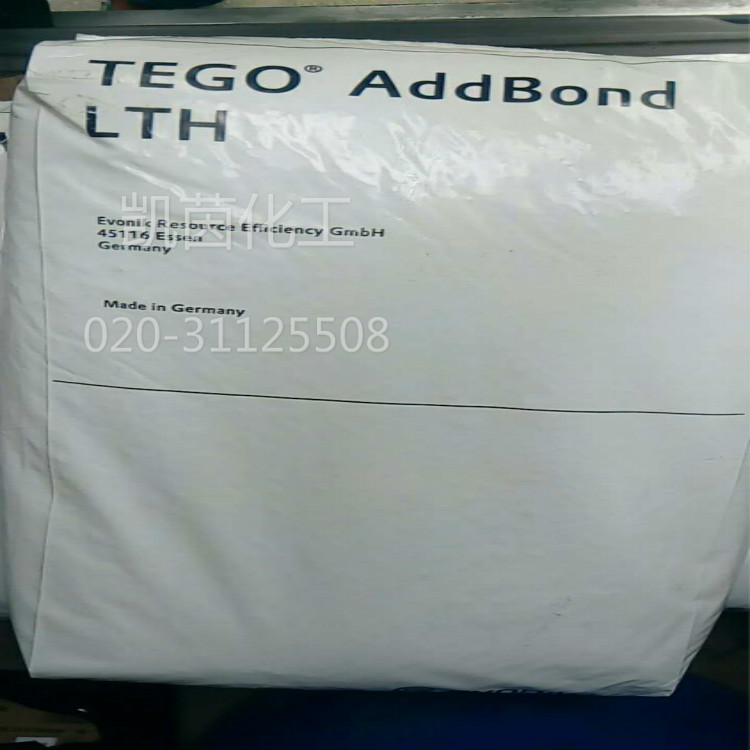 TEGO® AddBond
LTH
凯茵化工
Evonik Resource Efficiency GmbH
45116 Essen
Germany
Made in Germany
020-31125508